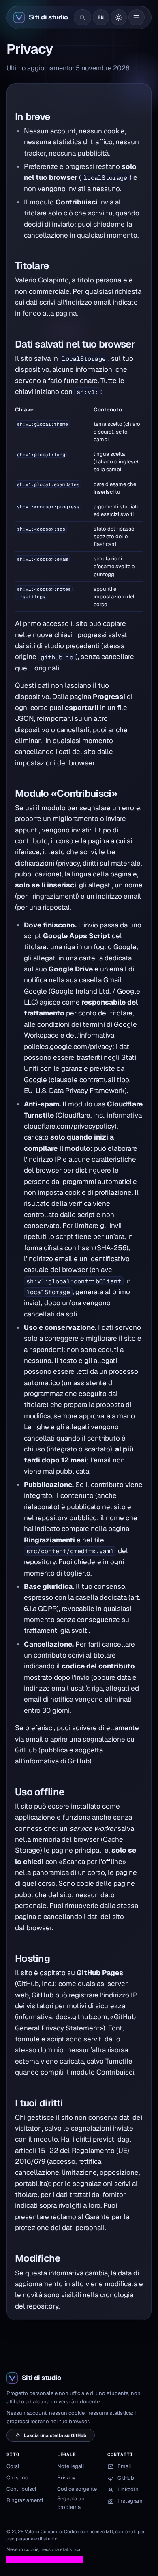 Siti di studio
EN
Privacy
Ultimo aggiornamento: 5 novembre 2026
In breve
Nessun account, nessun cookie,
nessuna statistica di traffico, nessun
tracker, nessuna pubblicità.
Preferenze e progressi restano solo
nel tuo browser ( localStorage ) e
non vengono inviati a nessuno.
Il modulo Contribuisci invia al
titolare solo ciò che scrivi tu, quando
decidi di inviarlo; puoi chiederne la
cancellazione in qualsiasi momento.
Titolare
Valerio Colapinto, a titolo personale e
non commerciale. Per qualsiasi richiesta
sui dati scrivi all'indirizzo email indicato
in fondo alla pagina.
Dati salvati nel tuo browser
Il sito salva in localStorage , sul tuo
dispositivo, alcune informazioni che
servono a farlo funzionare. Tutte le
chiavi iniziano con sh:v1: :
Chiave Contenuto
sh:v1:global:theme tema scelto (chiaro
o scuro), se lo
cambi
sh:v1:global:lang lingua scelta
(italiano o inglese),
se la cambi
sh:v1:global:examDates date d'esame che
inserisci tu
sh:v1:<corso>:progress argomenti studiati
ed esercizi svolti
sh:v1:<corso>:srs stato del ripasso
spaziato delle
flashcard
sh:v1:<corso>:exam simulazioni
d'esame svolte e
punteggi
sh:v1:<corso>:notes , appunti e
…:settings impostazioni del
corso
Al primo accesso il sito può copiare
nelle nuove chiavi i progressi salvati
dai siti di studio precedenti (stessa
origine github.io ), senza cancellare
quelli originali.
Questi dati non lasciano il tuo
dispositivo. Dalla pagina Progressi di
ogni corso puoi esportarli in un file
JSON, reimportarli su un altro
dispositivo o cancellarli; puoi anche
eliminarli in qualsiasi momento
cancellando i dati del sito dalle
impostazioni del browser.
Modulo «Contribuisci»
Se usi il modulo per segnalare un errore,
proporre un miglioramento o inviare
appunti, vengono inviati: il tipo di
contributo, il corso e la pagina a cui si
riferisce, il testo che scrivi, le tre
dichiarazioni (privacy, diritti sul materiale,
pubblicazione), la lingua della pagina e,
solo se li inserisci, gli allegati, un nome
(per i ringraziamenti) e un indirizzo email
(per una risposta).
Dove finiscono. L'invio passa da uno
script Google Apps Script del
titolare: una riga in un foglio Google,
gli allegati in una cartella dedicata
sul suo Google Drive e un'email di
notifica nella sua casella Gmail.
Google (Google Ireland Ltd. / Google
LLC) agisce come responsabile del
trattamento per conto del titolare,
alle condizioni dei termini di Google
Workspace e dell'informativa
policies.google.com/privacy; i dati
possono essere trasferiti negli Stati
Uniti con le garanzie previste da
Google (clausole contrattuali tipo,
EU-U.S. Data Privacy Framework).
Anti-spam. Il modulo usa Cloudflare
Turnstile (Cloudflare, Inc., informativa
cloudflare.com/privacypolicy),
caricato solo quando inizi a
compilare il modulo: può trattare
l'indirizzo IP e alcune caratteristiche
del browser per distinguere le
persone dai programmi automatici e
non imposta cookie di profilazione. Il
risultato della verifica viene
controllato dallo script e non
conservato. Per limitare gli invii
ripetuti lo script tiene per un'ora, in
forma cifrata con hash (SHA-256),
l'indirizzo email e un identificativo
casuale del browser (chiave
sh:v1:global:contribClient in
localStorage , generato al primo
invio); dopo un'ora vengono
cancellati da soli.
Uso e conservazione. I dati servono
solo a correggere e migliorare il sito e
a risponderti; non sono ceduti a
nessuno. Il testo e gli allegati
possono essere letti da un processo
automatico (un assistente di
programmazione eseguito dal
titolare) che ne prepara la proposta di
modifica, sempre approvata a mano.
Le righe e gli allegati vengono
cancellati quando il contributo è
chiuso (integrato o scartato), al più
tardi dopo 12 mesi; l'email non
viene mai pubblicata.
Pubblicazione. Se il contributo viene
integrato, il contenuto (anche
rielaborato) è pubblicato nel sito e
nel repository pubblico; il nome che
hai indicato compare nella pagina
Ringraziamenti e nel file
src/content/credits.yaml del
repository. Puoi chiedere in ogni
momento di toglierlo.
Base giuridica. Il tuo consenso,
espresso con la casella dedicata (art.
6.1.a GDPR), revocabile in qualsiasi
momento senza conseguenze sui
trattamenti già svolti.
Cancellazione. Per farti cancellare
un contributo scrivi al titolare
indicando il codice del contributo
mostrato dopo l'invio (oppure data e
indirizzo email usati): riga, allegati ed
email di notifica vengono eliminati
entro 30 giorni.
Se preferisci, puoi scrivere direttamente
via email o aprire una segnalazione su
GitHub (pubblica e soggetta
all'informativa di GitHub).
Uso offline
Il sito può essere installato come
applicazione e funziona anche senza
connessione: un service worker salva
nella memoria del browser (Cache
Storage) le pagine principali e, solo se
lo chiedi con «Scarica per l'offline»
nella panoramica di un corso, le pagine
di quel corso. Sono copie delle pagine
pubbliche del sito, nessun dato
personale. Puoi rimuoverle dalla stessa
pagina o cancellando i dati del sito
dal browser.
Hosting
Il sito è ospitato su GitHub Pages
(GitHub, Inc.): come qualsiasi server
web, GitHub può registrare l'indirizzo IP
dei visitatori per motivi di sicurezza
(informativa: docs.github.com, «GitHub
General Privacy Statement»). Font,
formule e script sono serviti dallo
stesso dominio; nessun'altra risorsa
esterna viene caricata, salvo Turnstile
quando compili il modulo Contribuisci.
I tuoi diritti
Chi gestisce il sito non conserva dati dei
visitatori, salvo le segnalazioni inviate
con il modulo. Hai i diritti previsti dagli
articoli 15–22 del Regolamento (UE)
2016/679 (accesso, rettifica,
cancellazione, limitazione, opposizione,
portabilità): per le segnalazioni scrivi al
titolare, per i dati trattati dai fornitori
indicati sopra rivolgiti a loro. Puoi
presentare reclamo al Garante per la
protezione dei dati personali.
Modifiche
Se questa informativa cambia, la data di
aggiornamento in alto viene modificata e
le novità sono visibili nella cronologia
del repository.
Siti di studio
Progetto personale e non ufficiale di uno studente, non
affiliato ad alcuna università o docente.
Nessun account, nessun cookie, nessuna statistica: i
progressi restano nel tuo browser.
Lascia una stella su GitHub
SITO
Corsi
Chi sono
Contribuisci
Ringraziamenti
LEGALE
Note legali
Privacy
Codice sorgente
Segnala un
problema
CONTATTI
Email
GitHub
LinkedIn
Instagram
© 2026 Valerio Colapinto. Codice con licenza MIT, contenuti per
uso personale di studio.
Nessun cookie, nessuna statistica